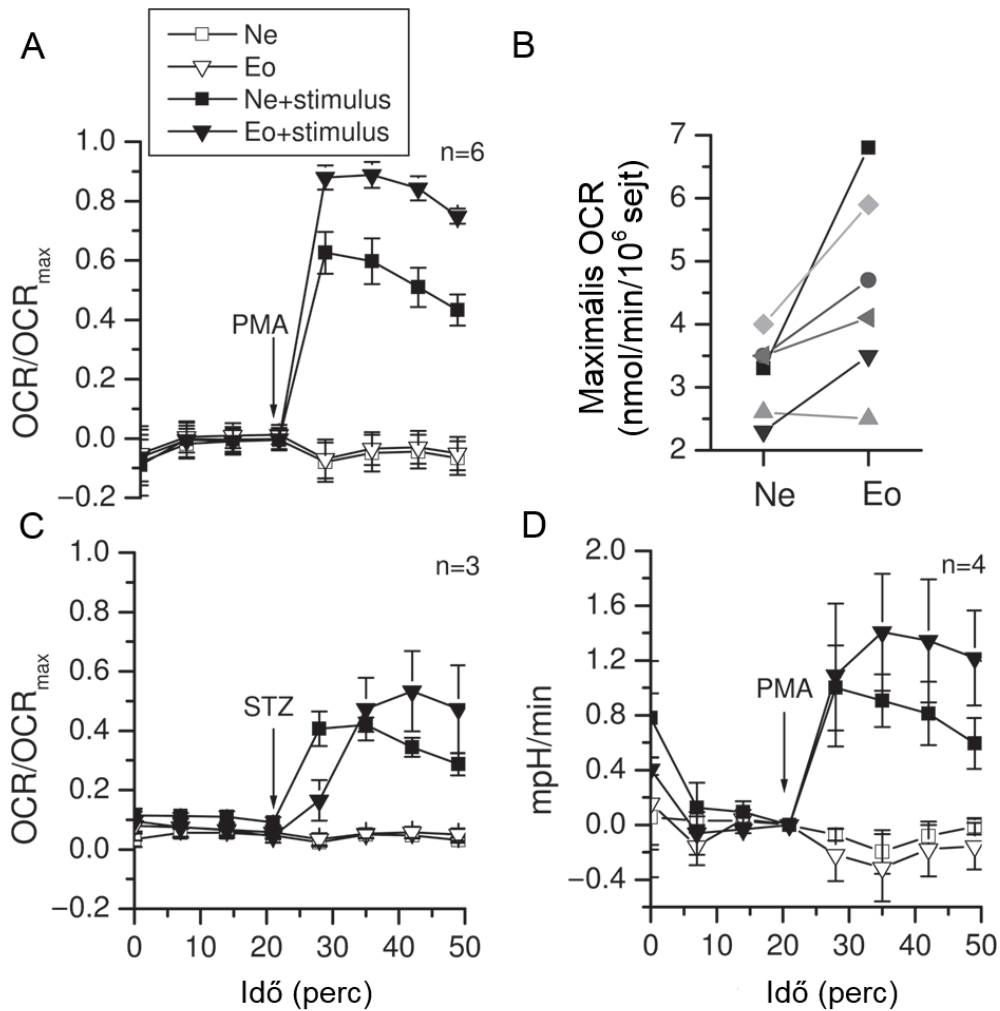 A
Ne
Eo
Ne+stimulus
Eo+stimulus
n=6
1.0
0.8
0.6
0.4
0.2
0.0
−0.2
OCR/OCRmax
PMA
B
7
6
5
4
3
2
Maximális OCR
(nmol/min/10⁶ sejt)
Ne Eo
C
n=3
1.0
0.8
0.6
0.4
0.2
0.0
−0.2
OCR/OCRmax
STZ
0 10 20 30 40 50
Idő (perc)
D
n=4
2.0
1.6
1.2
0.8
0.4
0.0
−0.4
mpH/min
PMA
0 10 20 30 40 50
Idő (perc)